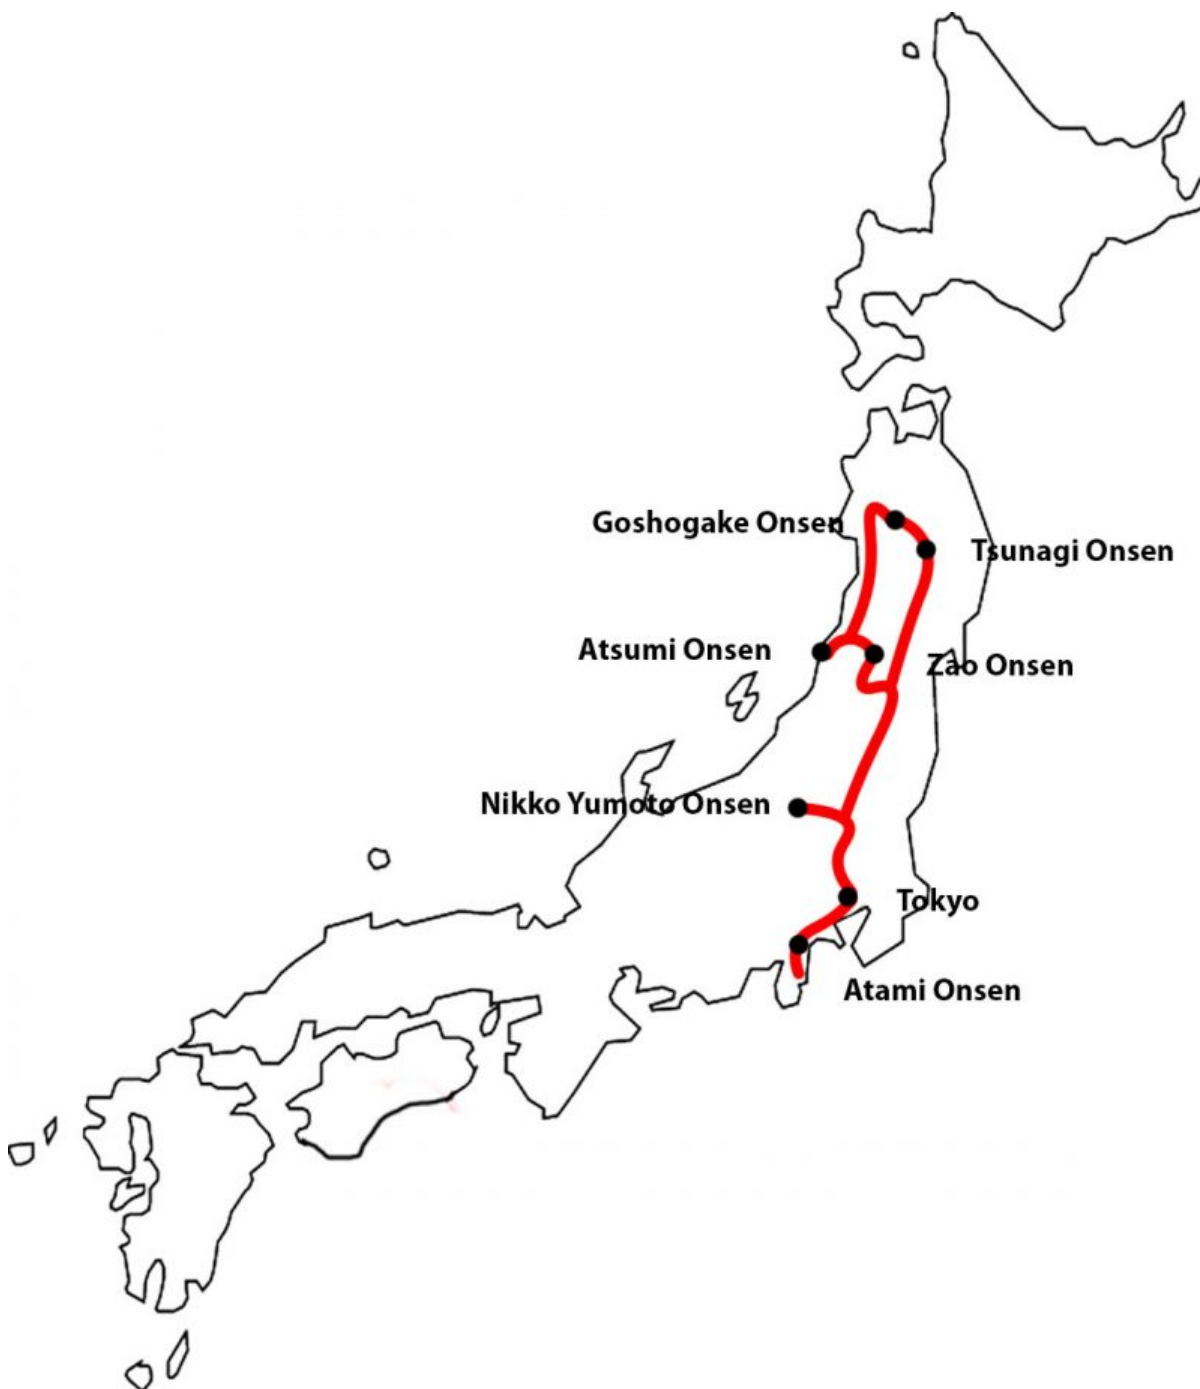 Goshogake Onsen
Tsunagi Onsen
Atsumi Onsen
Zao Onsen
Nikko Yumoto Onsen
Tokyo
Atami Onsen